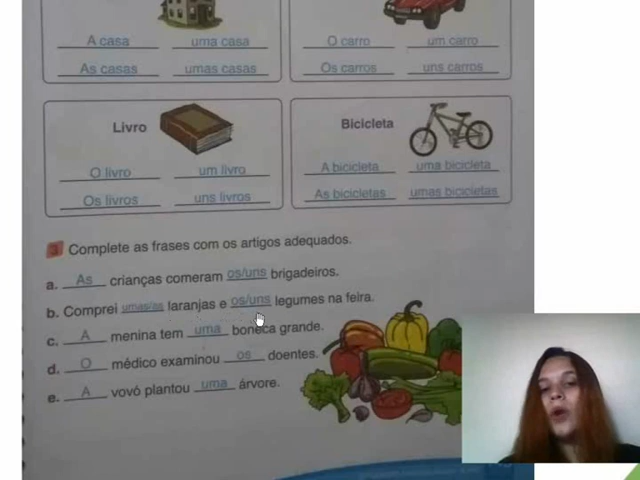 A casa uma casa
As casas umas casas
O carro um carro
Os carros uns carros
Livro
O livro um livro
Os livros uns livros
Bicicleta
A bicicleta uma bicicleta
As bicicletas umas bicicletas
3 Complete as frases com os artigos adequados.
a. As crianças comeram os/uns brigadeiros.
b. Comprei umas/as laranjas e os/uns legumes na feira.
c. A menina tem uma boneca grande.
d. O médico examinou os doentes.
e. A vovó plantou uma árvore.